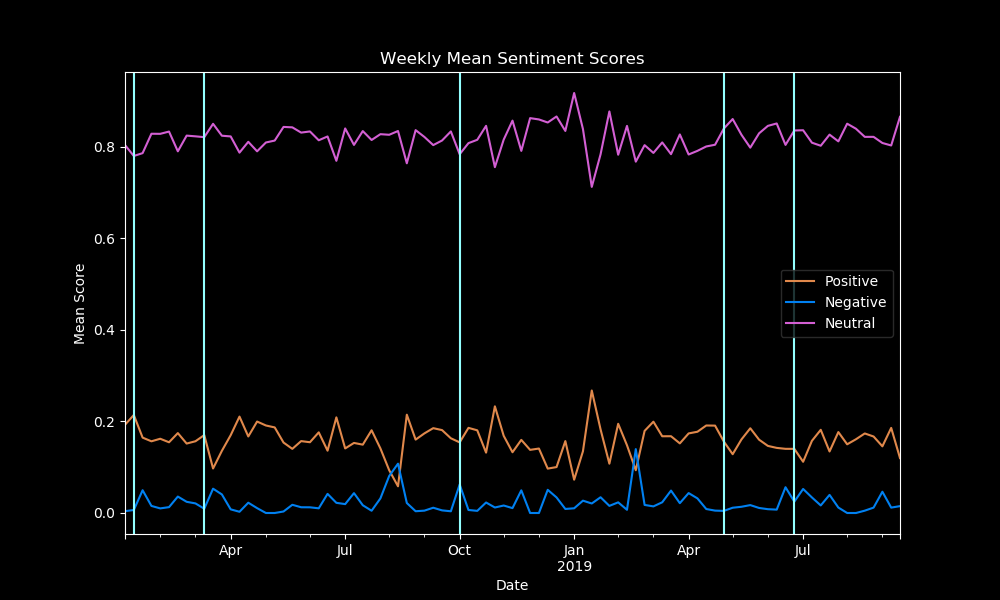 Weekly Mean Sentiment Scores
0.8
0.6
0.4
0.2
0.0
Mean Score
Positive
Negative
Neutral
Apr
Jul
Oct
Jan
2019
Apr
Jul
Date